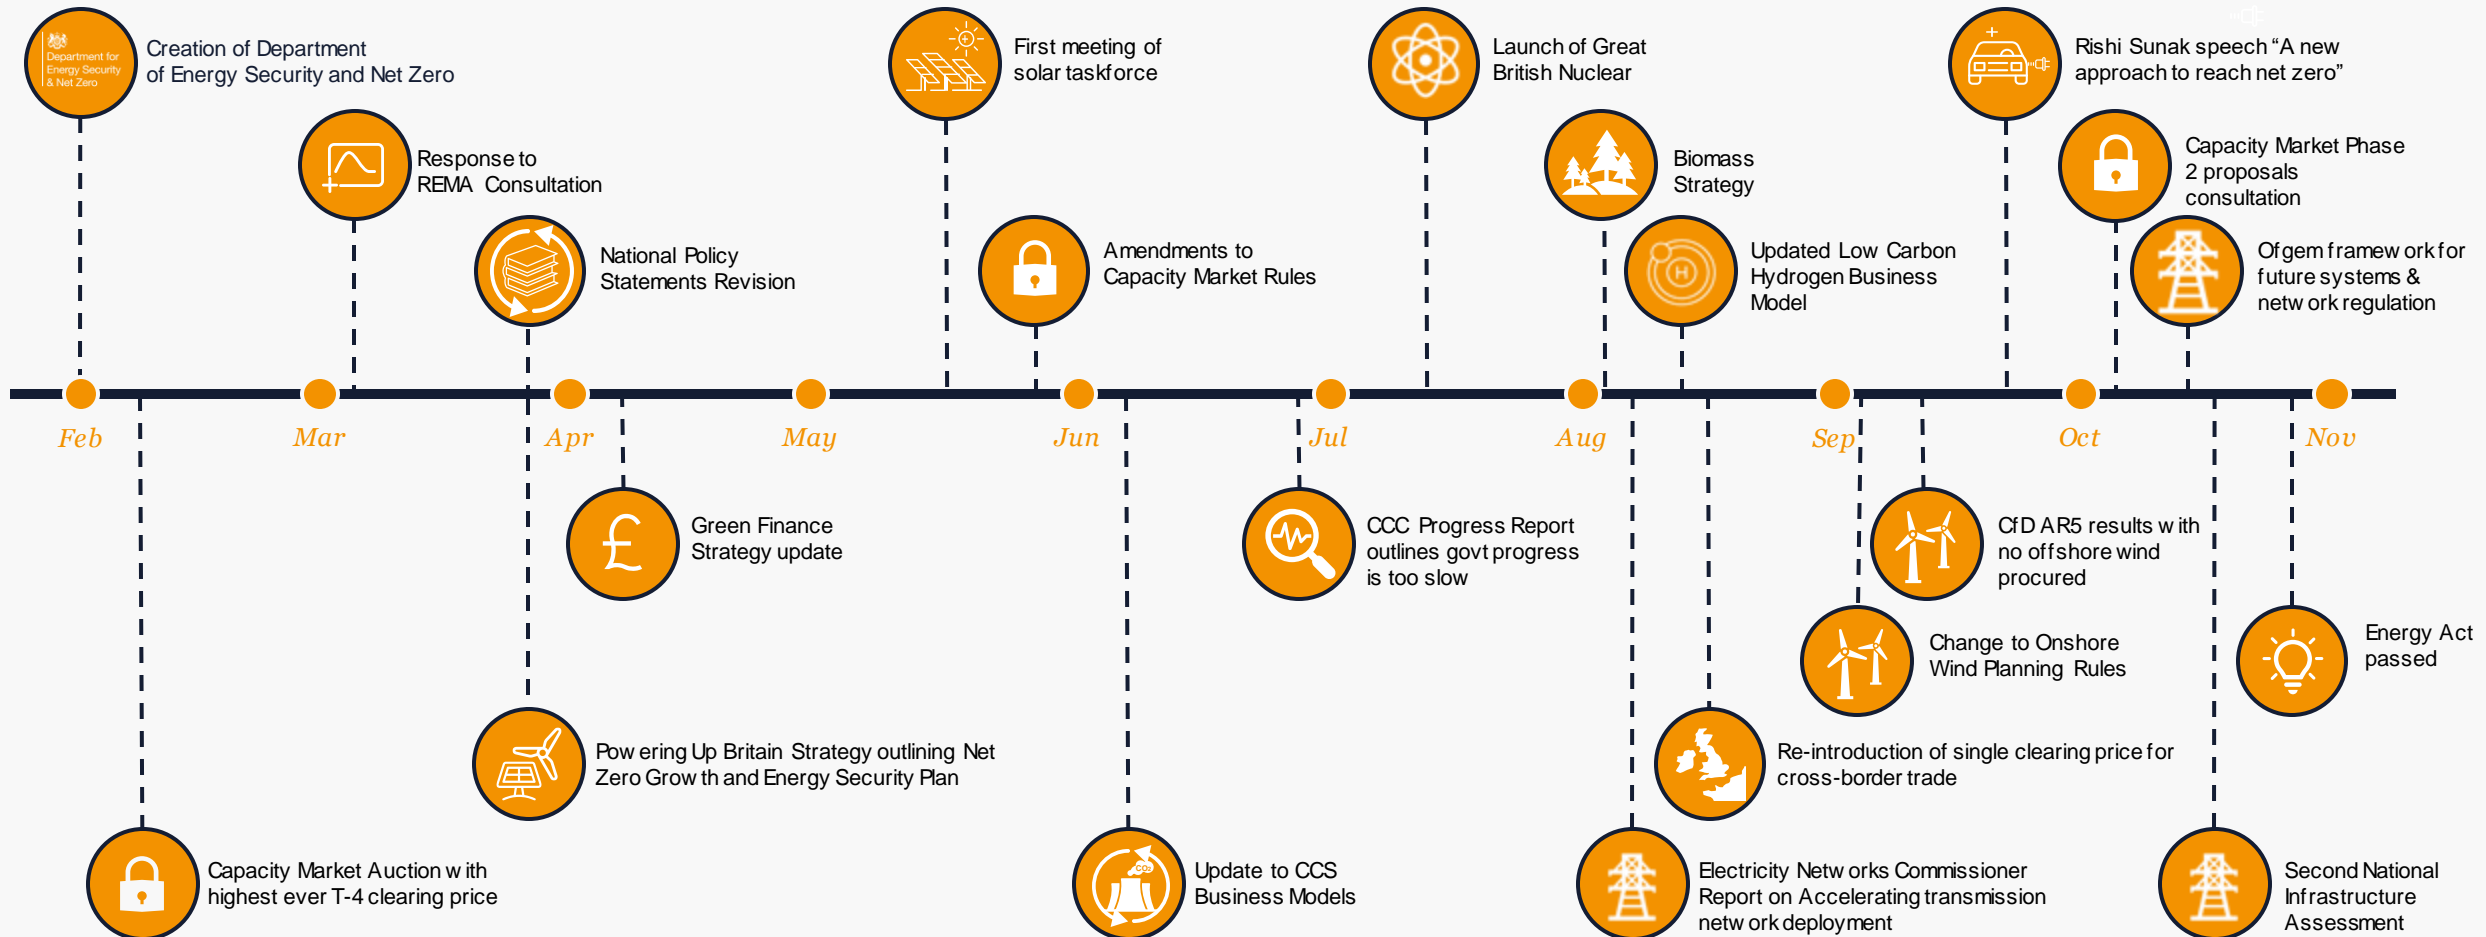 Department for
Energy Security
& Net Zero
Creation of Department
of Energy Security and Net Zero
First meeting of
solar taskforce
Launch of Great
British Nuclear
Rishi Sunak speech “A new
approach to reach net zero”
Response to
REMA Consultation
Biomass
Strategy
Capacity Market Phase
2 proposals
consultation
National Policy
Statements Revision
Amendments to
Capacity Market Rules
H
Updated Low Carbon
Hydrogen Business
Model
Ofgem framework for
future systems &
network regulation
Feb
Mar
Apr
May
Jun
Jul
Aug
Sep
Oct
Nov
£
Green Finance
Strategy update
CCC Progress Report
outlines govt progress
is too slow
CfD AR5 results with
no offshore wind
procured
Change to Onshore
Wind Planning Rules
Energy Act
passed
Powering Up Britain Strategy outlining Net
Zero Growth and Energy Security Plan
Re-introduction of single clearing price for
cross-border trade
Capacity Market Auction with
highest ever T-4 clearing price
CO₂
Update to CCS
Business Models
Electricity Networks Commissioner
Report on Accelerating transmission
network deployment
Second National
Infrastructure
Assessment